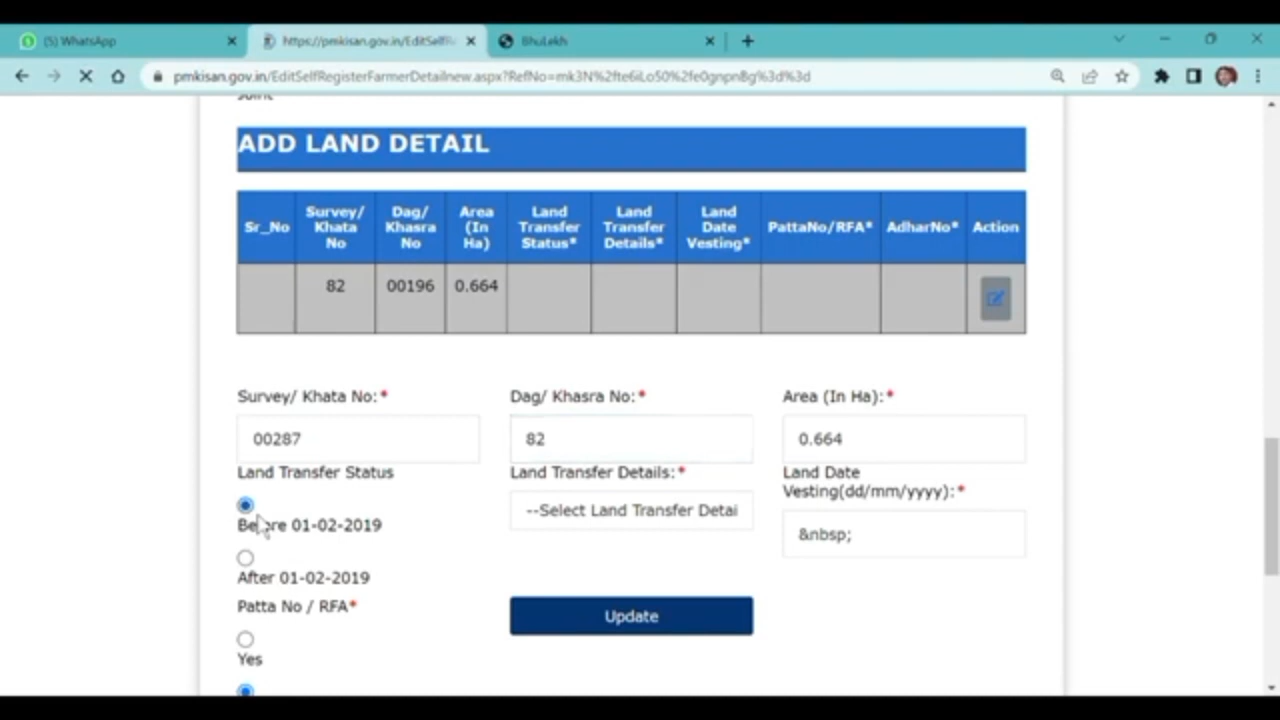 (5) WhatsApp
https://pmkisan.gov.in/EditSelfR
BhuLekh
pmkisan.gov.in/EditSelfRegisterFarmerDetailnew.aspx?RefNo=mk3N%2fte6iLo50%2fe0gnpnBg%3d%3d
Joint
ADD LAND DETAIL
Sr_No
Survey/
Khata
No
Dag/
Khasra
No
Area
(In
Ha)
Land
Transfer
Status*
Land
Transfer
Details*
Land
Date
Vesting*
PattaNo/RFA*
AdharNo*
Action
82
00196
0.664
Survey/ Khata No:*
Dag/ Khasra No:*
Area (In Ha):*
00287
82
0.664
Land Transfer Status
Land Transfer Details:*
Land Date
Vesting(dd/mm/yyyy):*
--Select Land Transfer Detai
&nbsp;
Before 01-02-2019
After 01-02-2019
Patta No / RFA*
Update
Yes